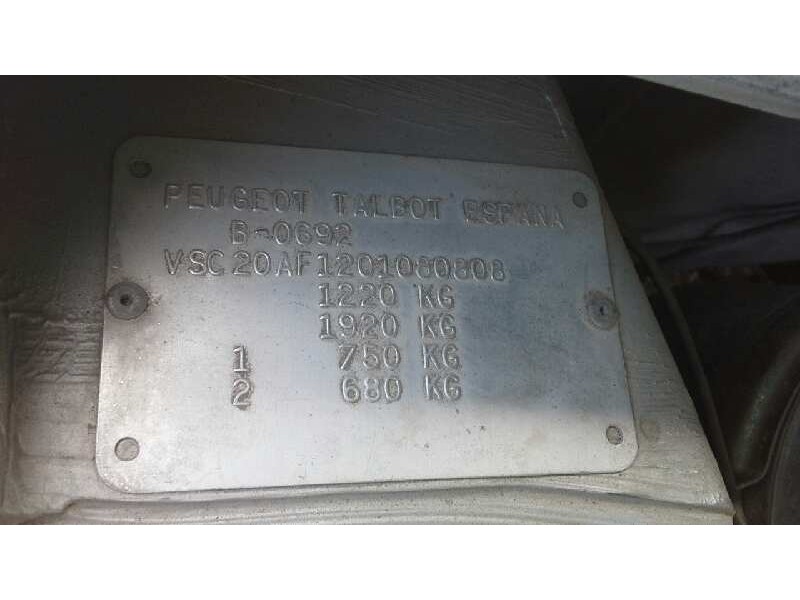 PEUGEOT TALBOT ESPANA
B-0692
VSC20AF1201080808
1220 KG
1920 KG
1 750 KG
2 680 KG